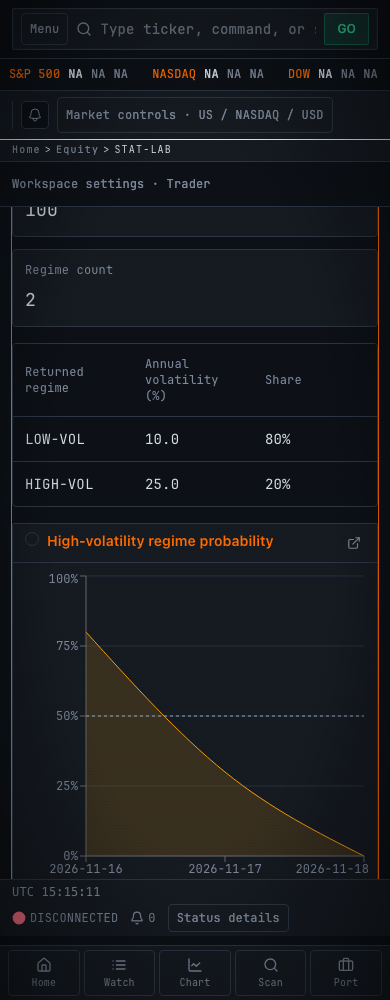 Menu Type ticker, command, or s GO
S&P 500 NA NA NA NASDAQ NA NA NA DOW NA NA NA
Market controls · US / NASDAQ / USD
Home > Equity > STAT-LAB
Workspace settings · Trader
100
Regime count
2
Returned regime Annual volatility (%) Share
LOW-VOL 10.0 80%
HIGH-VOL 25.0 20%
High-volatility regime probability
100%
75%
50%
25%
0%
2026-11-16 2026-11-17 2026-11-18
UTC 15:15:11
DISCONNECTED 0 Status details
Home Watch Chart Scan Port